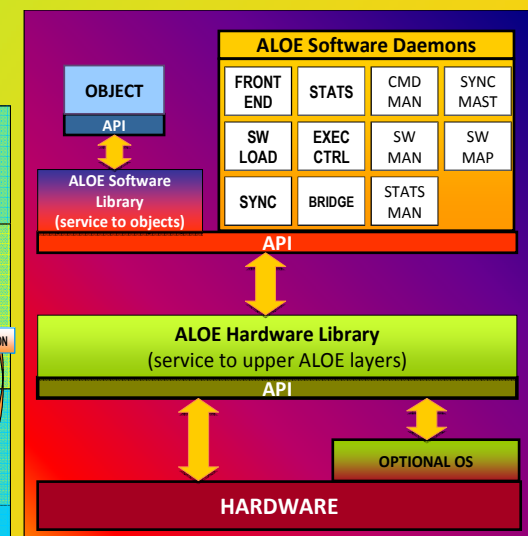 ALOE Software Daemons
OBJECT
API
FRONT
END
STATS
CMD
MAN
SYNC
MAST
SW
LOAD
EXEC
CTRL
SW
MAN
SW
MAP
SYNC
BRIDGE
STATS
MAN
ALOE Software
Library
(service to objects)
API
ALOE Hardware Library
(service to upper ALOE layers)
API
OPTIONAL OS
HARDWARE